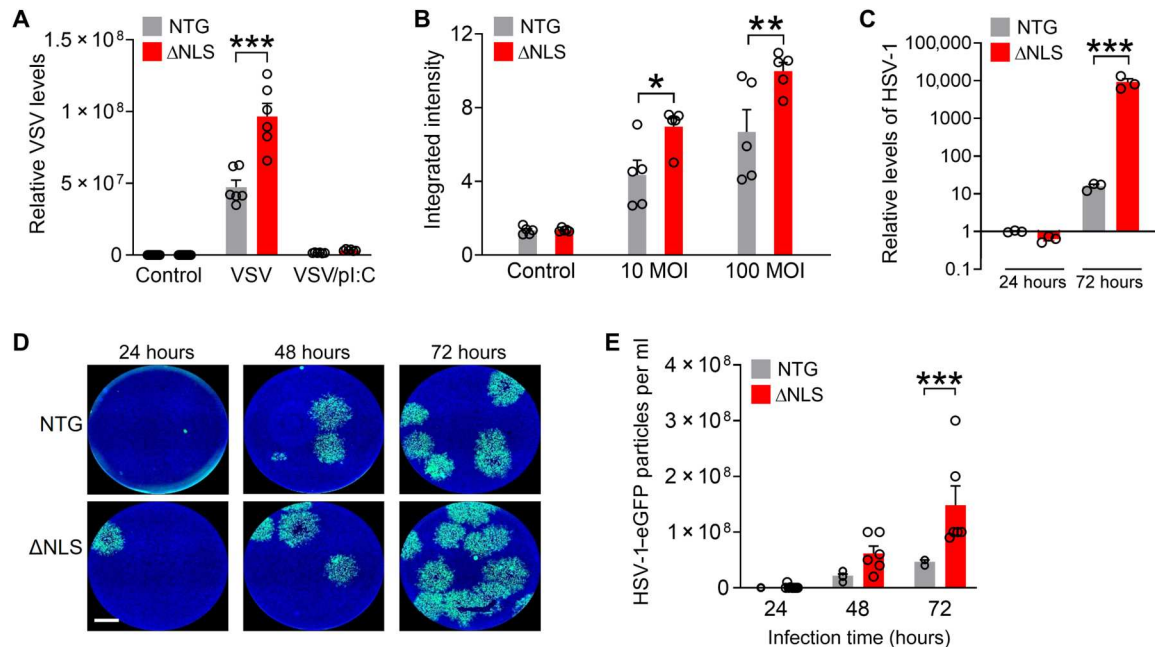 A
NTG
ΔNLS
Relative VSV levels
1.5 × 10⁸
1 × 10⁸
5 × 10⁷
0
***
Control
VSV
VSV/pI:C
B
NTG
ΔNLS
Integrated intensity
12
9
6
3
0
*
**
Control
10 MOI
100 MOI
C
NTG
ΔNLS
Relative levels of HSV-1
100,000
10,000
1000
100
10
1
0.1
***
24 hours
72 hours
D
24 hours
48 hours
72 hours
NTG
ΔNLS
E
NTG
ΔNLS
HSV-1–eGFP particles per ml
4 × 10⁸
3 × 10⁸
2 × 10⁸
1 × 10⁸
0
***
24
48
72
Infection time (hours)